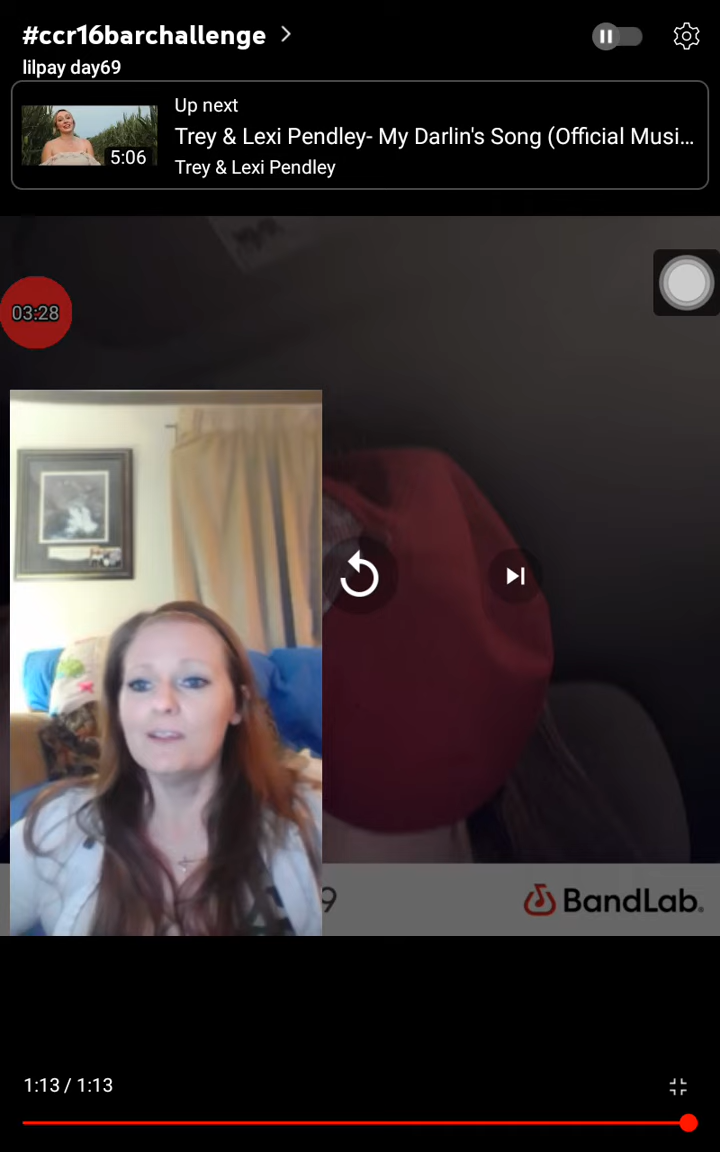 #ccr16barchallenge
lilpay day69
Up next
Trey & Lexi Pendley- My Darlin's Song (Official Musi...
5:06
Trey & Lexi Pendley
03:28
9
BandLab.
1:13 / 1:13